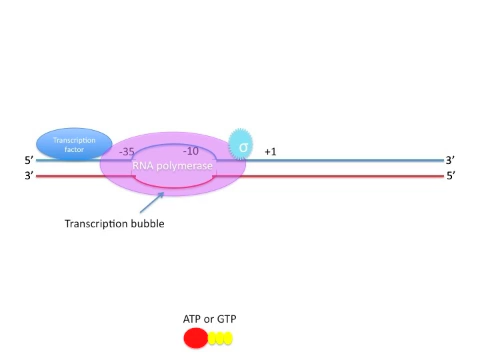 Transcription
factor
-35
-10
σ
+1
5’
3’
RNA polymerase
3’
5’
Transcription bubble
ATP or GTP